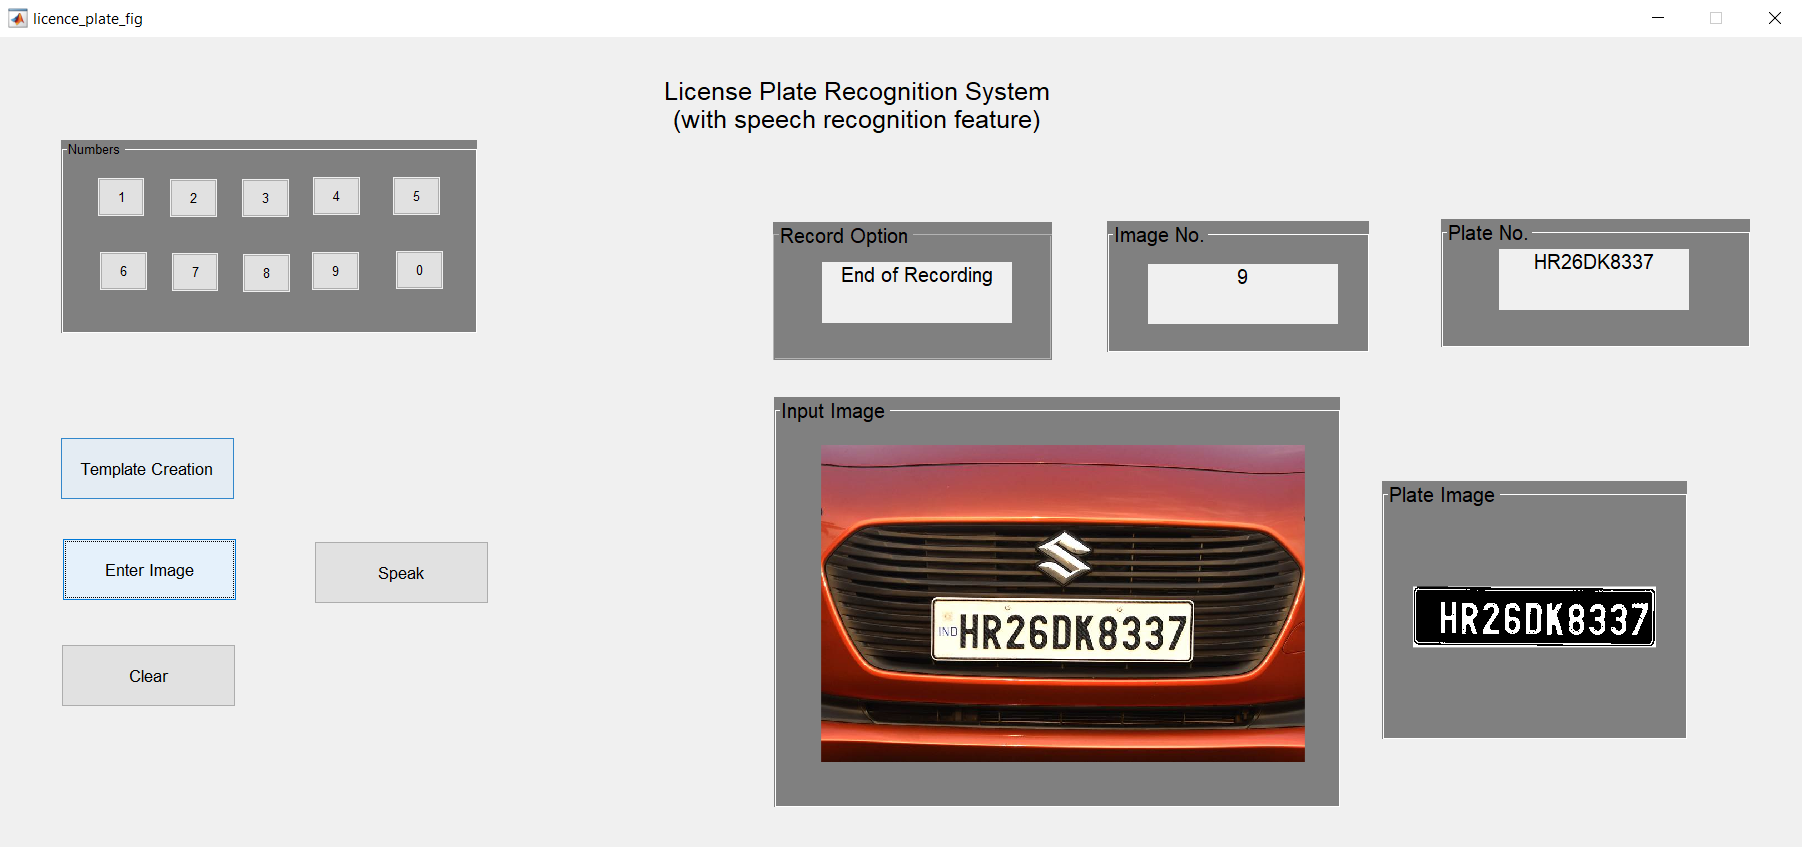 licence_plate_fig
License Plate Recognition System
(with speech recognition feature)
Numbers
1 2 3 4 5
6 7 8 9 0
Record Option
End of Recording
Image No.
9
Plate No.
HR26DK8337
Template Creation
Enter Image
Speak
Clear
Input Image
IND HR26DK8337
Plate Image
HR26DK8337